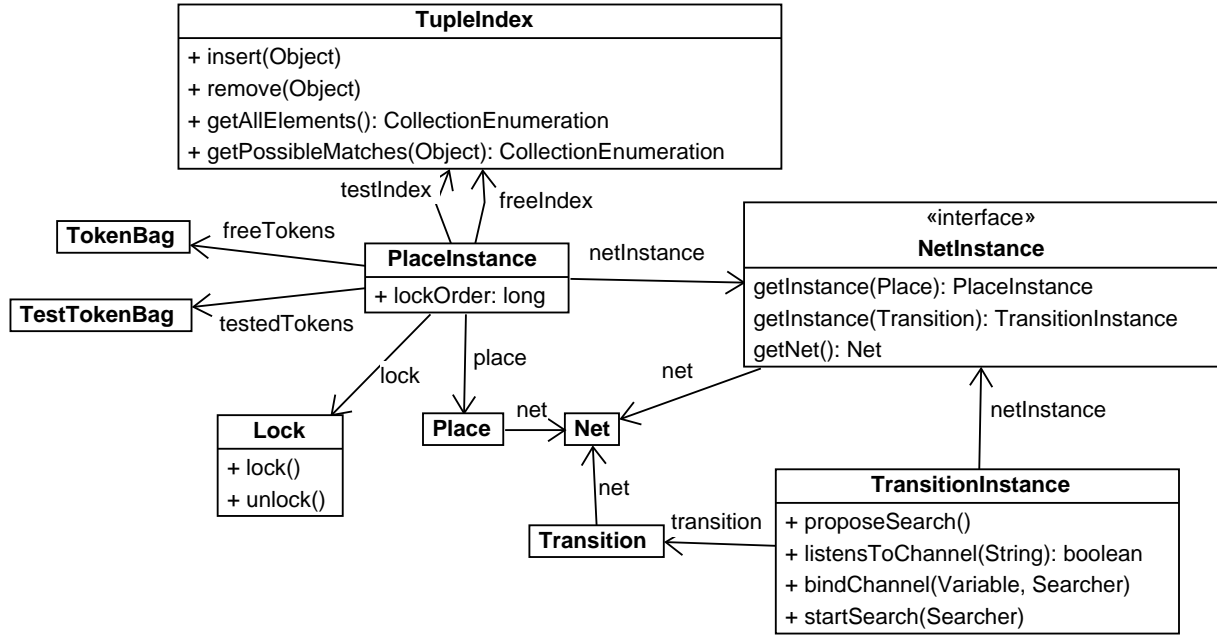 TupleIndex
+ insert(Object)
+ remove(Object)
+ getAllElements(): CollectionEnumeration
+ getPossibleMatches(Object): CollectionEnumeration
testIndex
freeIndex
TokenBag
freeTokens
PlaceInstance
+ lockOrder: long
netInstance
«interface»
NetInstance
getInstance(Place): PlaceInstance
getInstance(Transition): TransitionInstance
getNet(): Net
TestTokenBag
testedTokens
lock
place
net
Lock
+ lock()
+ unlock()
Place
net
Net
netInstance
net
Transition
transition
TransitionInstance
+ proposeSearch()
+ listensToChannel(String): boolean
+ bindChannel(Variable, Searcher)
+ startSearch(Searcher)